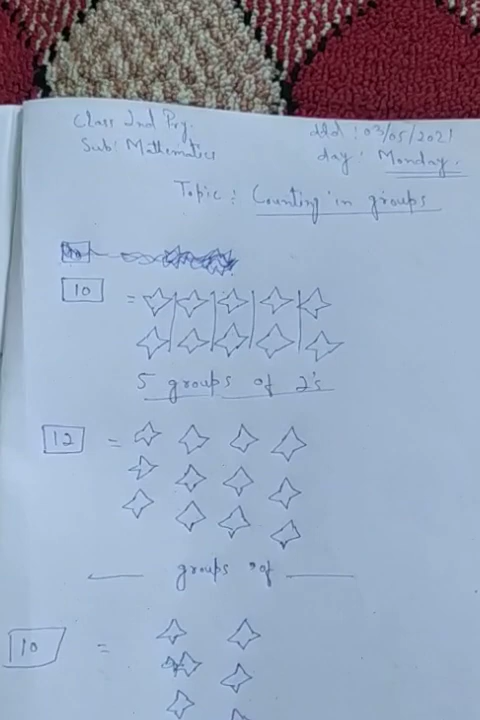 Class 2nd Pry.
dtd : 03/05/2021
Sub: Mathematics
day : Monday.
Topic : Counting in groups
10 =
5 groups of 2's
12 =
groups of
10 =